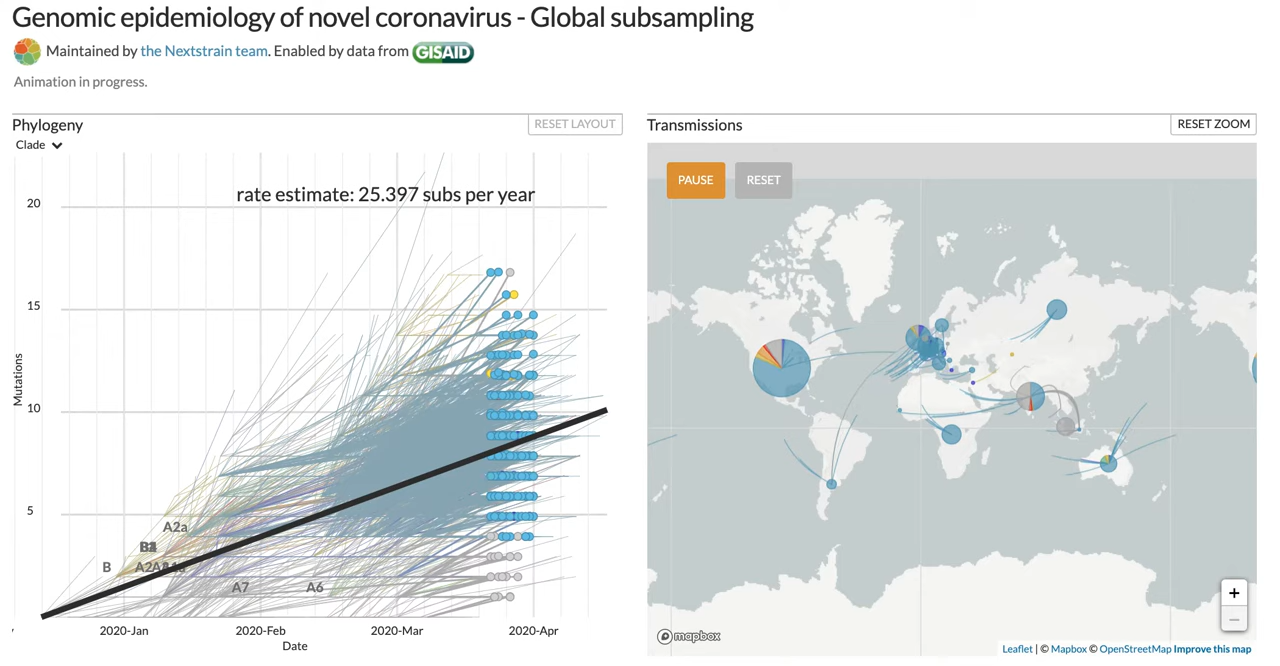 Genomic epidemiology of novel coronavirus - Global subsampling
Maintained by the Nextstrain team. Enabled by data from GISAID
Animation in progress.
Phylogeny
RESET LAYOUT
Clade
rate estimate: 25.397 subs per year
20
15
10
5
Mutations
A2a
B
A7
A6
2020-Jan
2020-Feb
2020-Mar
2020-Apr
Date
Transmissions
RESET ZOOM
PAUSE
RESET
+
−
mapbox
Leaflet | © Mapbox © OpenStreetMap Improve this map